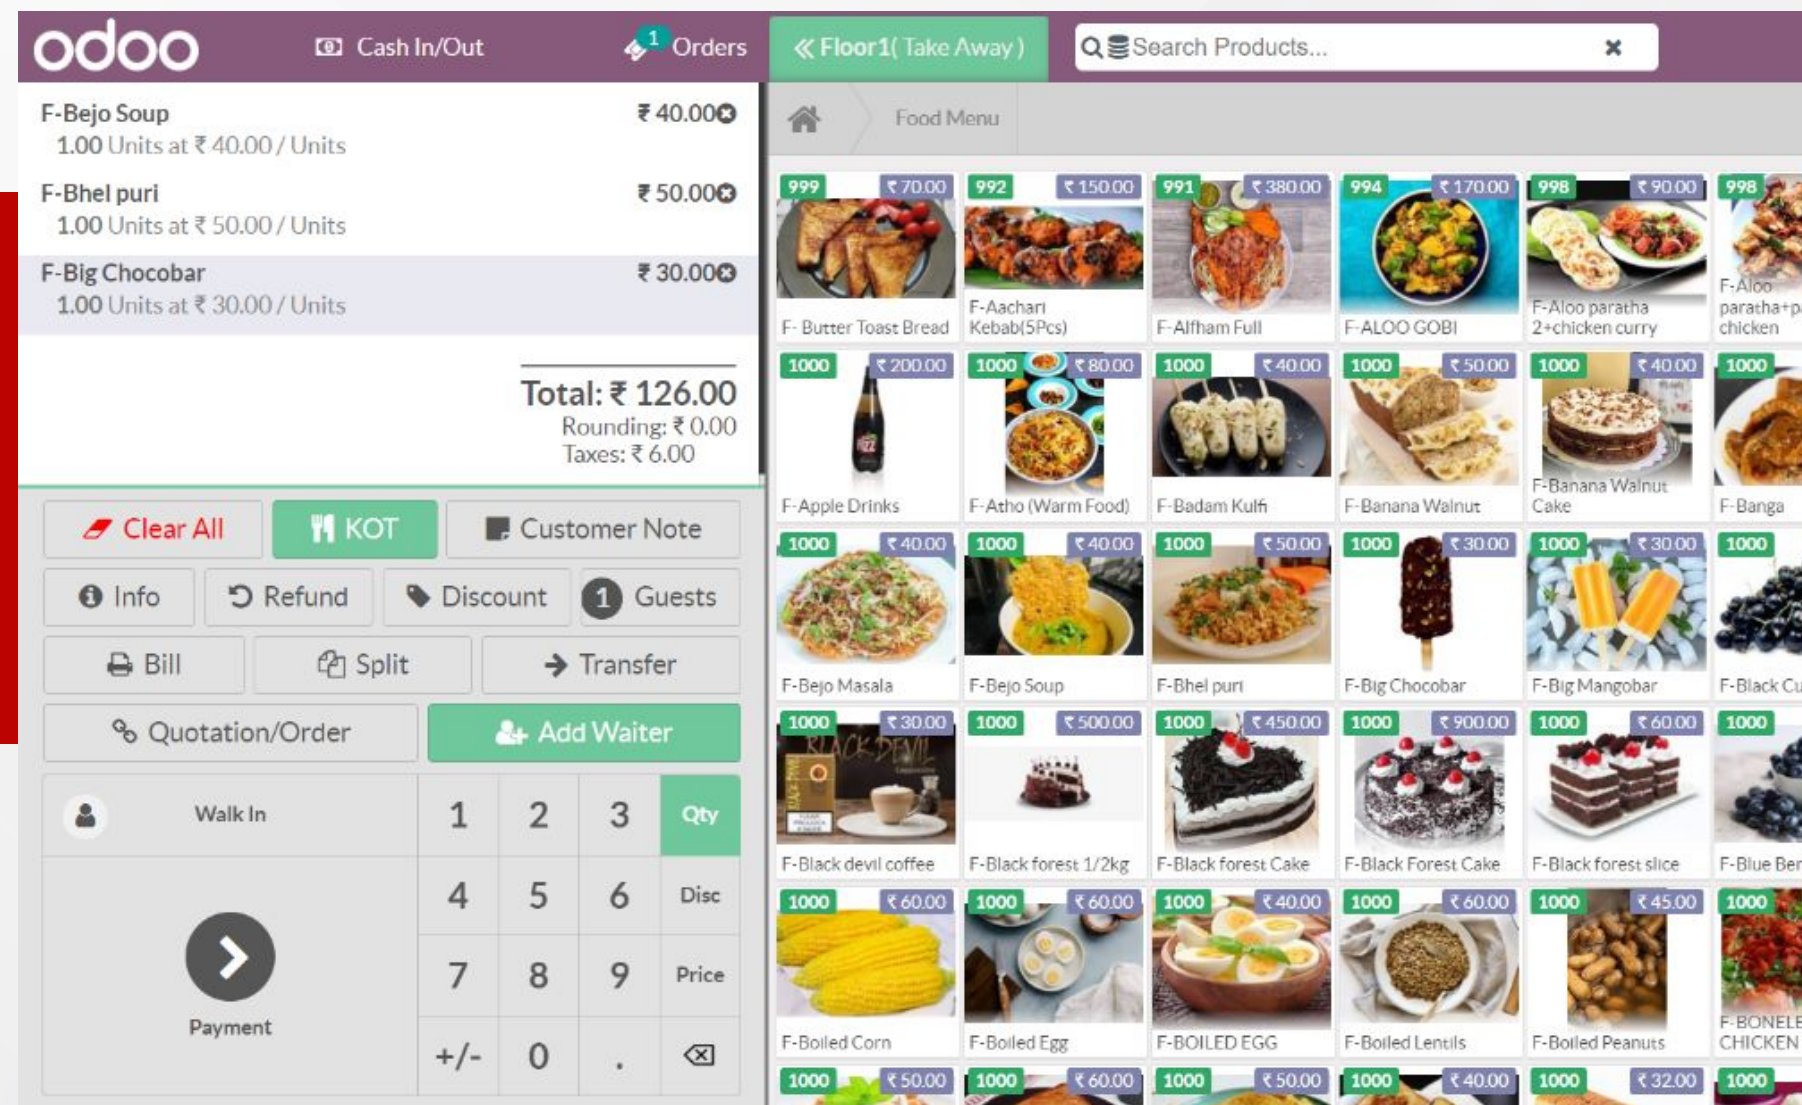 odoo
Cash In/Out
1 Orders
Floor1( Take Away )
Search Products...
F-Bejo Soup ₹ 40.00
1.00 Units at ₹ 40.00 / Units
F-Bhel puri ₹ 50.00
1.00 Units at ₹ 50.00 / Units
F-Big Chocobar ₹ 30.00
1.00 Units at ₹ 30.00 / Units
Total: ₹ 126.00
Rounding: ₹ 0.00
Taxes: ₹ 6.00
Clear All KOT Customer Note
Info Refund Discount 1 Guests
Bill Split Transfer
Quotation/Order Add Waiter
Walk In
Payment
1 2 3 Qty
4 5 6 Disc
7 8 9 Price
+/- 0 .
Food Menu
999 ₹ 70.00
F- Butter Toast Bread
992 ₹ 150.00
F-Aachari
Kebab(5Pcs)
991 ₹ 380.00
F-Alfham Full
994 ₹ 170.00
F-ALOO GOBI
998 ₹ 90.00
F-Aloo paratha
2+chicken curry
998
F-Aloo
paratha+p
chicken
1000 ₹ 200.00
F-Apple Drinks
1000 ₹ 80.00
F-Atho (Warm Food)
1000 ₹ 40.00
F-Badam Kulfi
1000 ₹ 50.00
F-Banana Walnut
1000 ₹ 40.00
F-Banana Walnut
Cake
1000
F-Banga
1000 ₹ 40.00
F-Bejo Masala
1000 ₹ 40.00
F-Bejo Soup
1000 ₹ 50.00
F-Bhel puri
1000 ₹ 30.00
F-Big Chocobar
1000 ₹ 30.00
F-Big Mangobar
1000
F-Black Cu
1000 ₹ 30.00
BLACK DEVIL
F-Black devil coffee
1000 ₹ 500.00
F-Black forest 1/2kg
1000 ₹ 450.00
F-Black forest Cake
1000 ₹ 900.00
F-Black Forest Cake
1000 ₹ 60.00
F-Black forest slice
1000
F-Blue Ber
1000 ₹ 60.00
F-Boiled Corn
1000 ₹ 60.00
F-Boiled Egg
1000 ₹ 40.00
F-BOILED EGG
1000 ₹ 60.00
F-Boiled Lentils
1000 ₹ 45.00
F-Boiled Peanuts
1000
F-BONELE
CHICKEN
1000 ₹ 50.00
1000 ₹ 60.00
1000 ₹ 50.00
1000 ₹ 40.00
1000 ₹ 32.00
1000